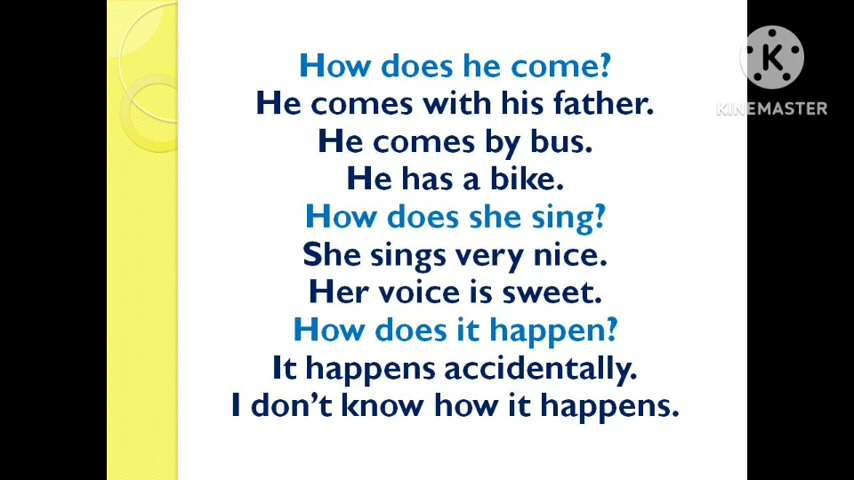 How does he come?
He comes with his father.
He comes by bus.
He has a bike.
How does she sing?
She sings very nice.
Her voice is sweet.
How does it happen?
It happens accidentally.
I don't know how it happens.
K
KINEMASTER